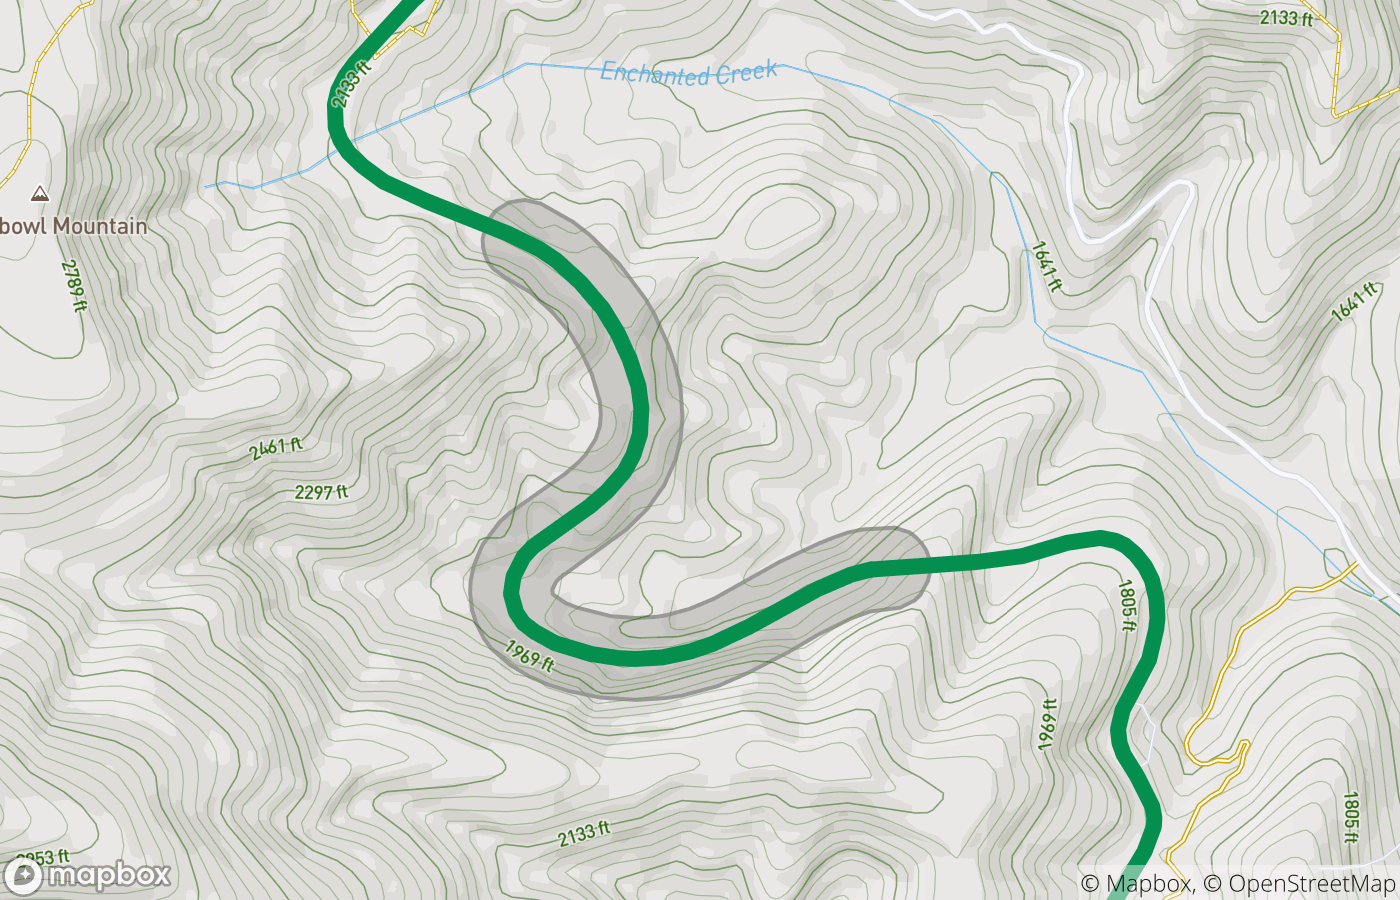 2133 ft
2133 ft
Enchanted Creek
bowl Mountain
2789 ft
1641 ft
1641 ft
2461 ft
2297 ft
1805 ft
1969 ft
1969 ft
1805 ft
2133 ft
mapbox
© Mapbox, © OpenStreetMap